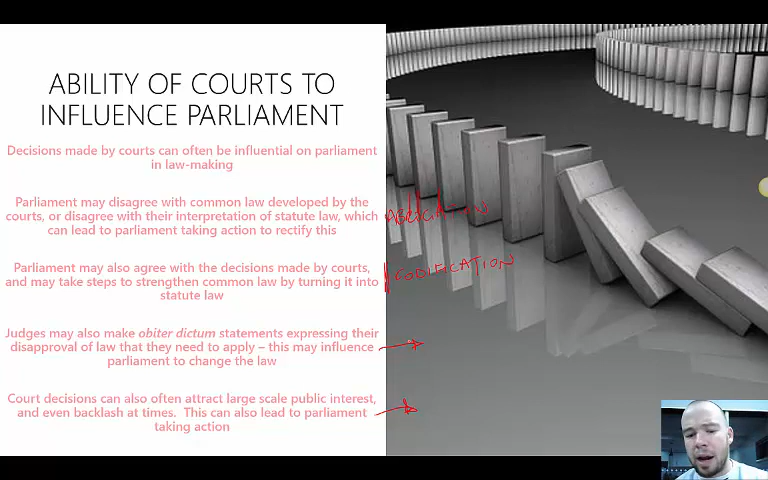 ABILITY OF COURTS TO
INFLUENCE PARLIAMENT
Decisions made by courts can often be influential on parliament
in law-making
Parliament may disagree with common law developed by the
courts, or disagree with their interpretation of statute law, which
can lead to parliament taking action to rectify this
ABROGATION
Parliament may also agree with the decisions made by courts,
and may take steps to strengthen common law by turning it into
statute law
CODIFICATION
Judges may also make obiter dictum statements expressing their
disapproval of law that they need to apply – this may influence
parliament to change the law
Court decisions can also often attract large scale public interest,
and even backlash at times. This can also lead to parliament
taking action